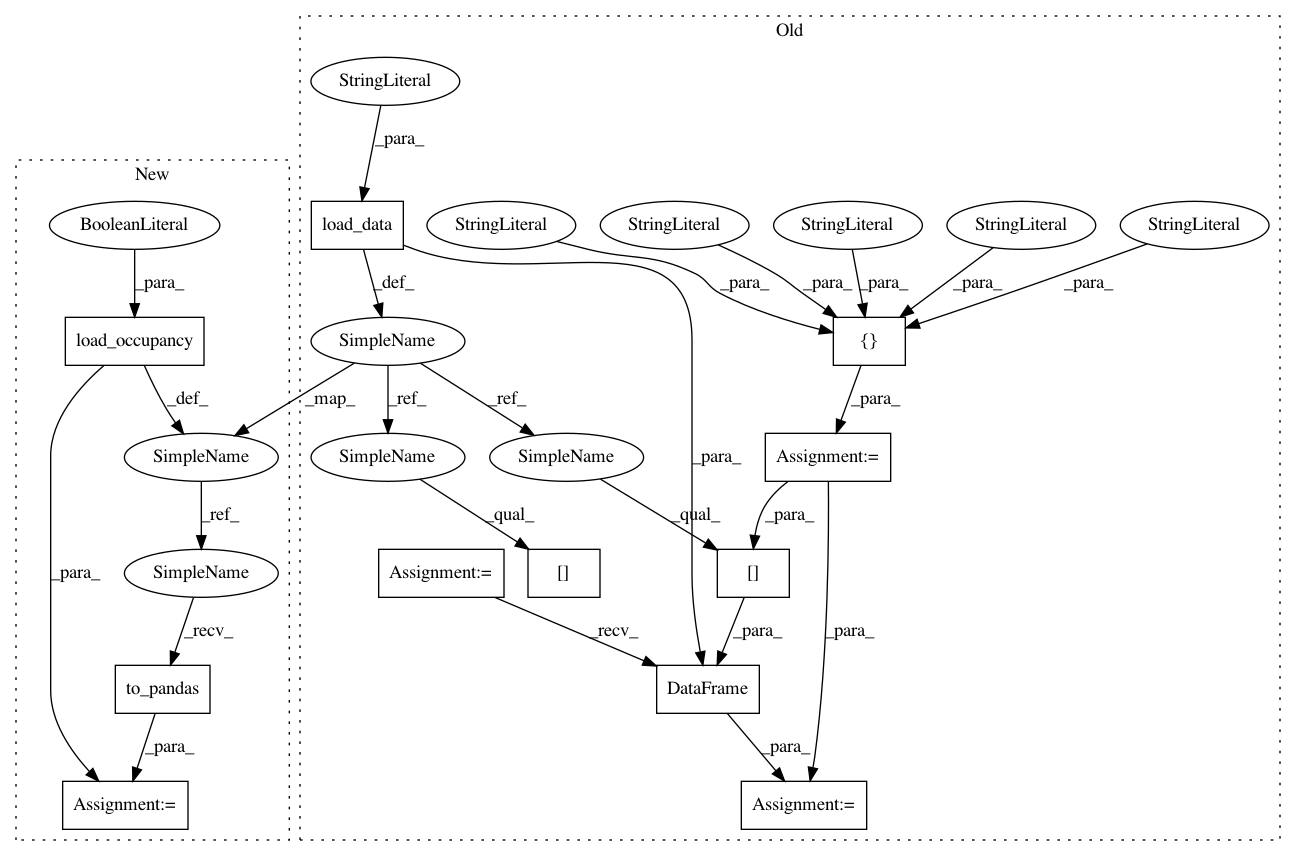 Old
StringLiteral
_para_
New
BooleanLiteral
load_data
StringLiteral
StringLiteral
StringLiteral
StringLiteral
StringLiteral
_para_
_def_
_para_
_para_
_para_
_para_
_para_
load_occupancy
SimpleName
{}
_def_
_map_
_ref_
_ref_
_para_
SimpleName
SimpleName
SimpleName
_para_
Assignment:=
_ref_
_qual_
_qual_
_para_
_para_
SimpleName
Assignment:=
[]
[]
_recv_
_recv_
_para_
_para_
to_pandas
DataFrame
_para_
_para_
Assignment:=
Assignment:=